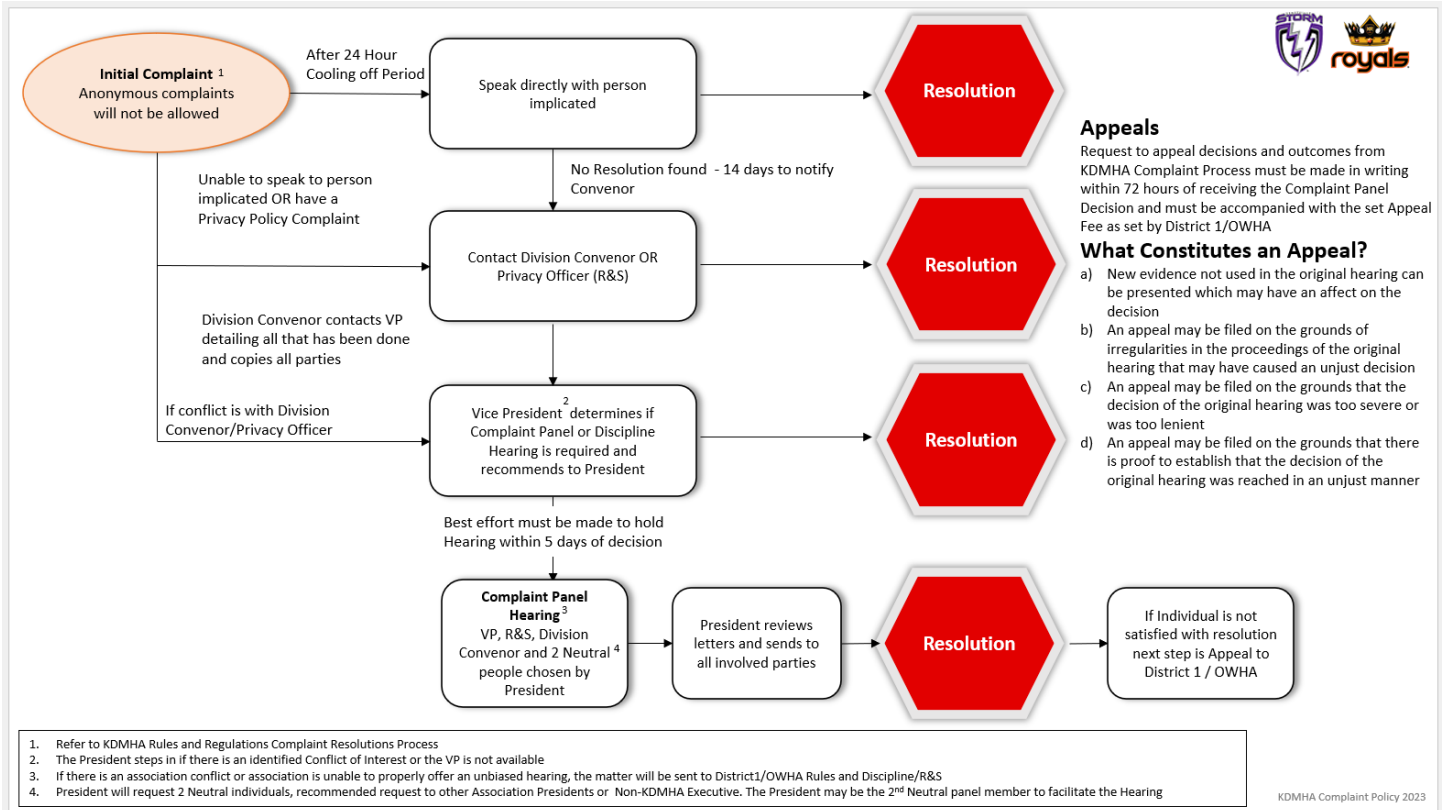 STORM
royals
Initial Complaint 1
Anonymous complaints
will not be allowed
After 24 Hour
Cooling off Period
Speak directly with person
implicated
Resolution
Unable to speak to person
implicated OR have a
Privacy Policy Complaint
No Resolution found - 14 days to notify
Convenor
Contact Division Convenor OR
Privacy Officer (R&S)
Resolution
Division Convenor contacts VP
detailing all that has been done
and copies all parties
If conflict is with Division
Convenor/Privacy Officer
Vice President 2 determines if
Complaint Panel or Discipline
Hearing is required and
recommends to President
Resolution
Best effort must be made to hold
Hearing within 5 days of decision
Complaint Panel
Hearing 3
VP, R&S, Division
Convenor and 2 Neutral 4
people chosen by
President
President reviews
letters and sends to
all involved parties
Resolution
If Individual is not
satisfied with resolution
next step is Appeal to
District 1 / OWHA
Appeals
Request to appeal decisions and outcomes from
KDMHA Complaint Process must be made in writing
within 72 hours of receiving the Complaint Panel
Decision and must be accompanied with the set Appeal
Fee as set by District 1/OWHA
What Constitutes an Appeal?
a) New evidence not used in the original hearing can
be presented which may have an affect on the
decision
b) An appeal may be filed on the grounds of
irregularities in the proceedings of the original
hearing that may have caused an unjust decision
c) An appeal may be filed on the grounds that the
decision of the original hearing was too severe or
was too lenient
d) An appeal may be filed on the grounds that there
is proof to establish that the decision of the
original hearing was reached in an unjust manner
1. Refer to KDMHA Rules and Regulations Complaint Resolutions Process
2. The President steps in if there is an identified Conflict of Interest or the VP is not available
3. If there is an association conflict or association is unable to properly offer an unbiased hearing, the matter will be sent to District1/OWHA Rules and Discipline/R&S
4. President will request 2 Neutral individuals, recommended request to other Association Presidents or Non-KDMHA Executive. The President may be the 2nd Neutral panel member to facilitate the Hearing
KDMHA Complaint Policy 2023